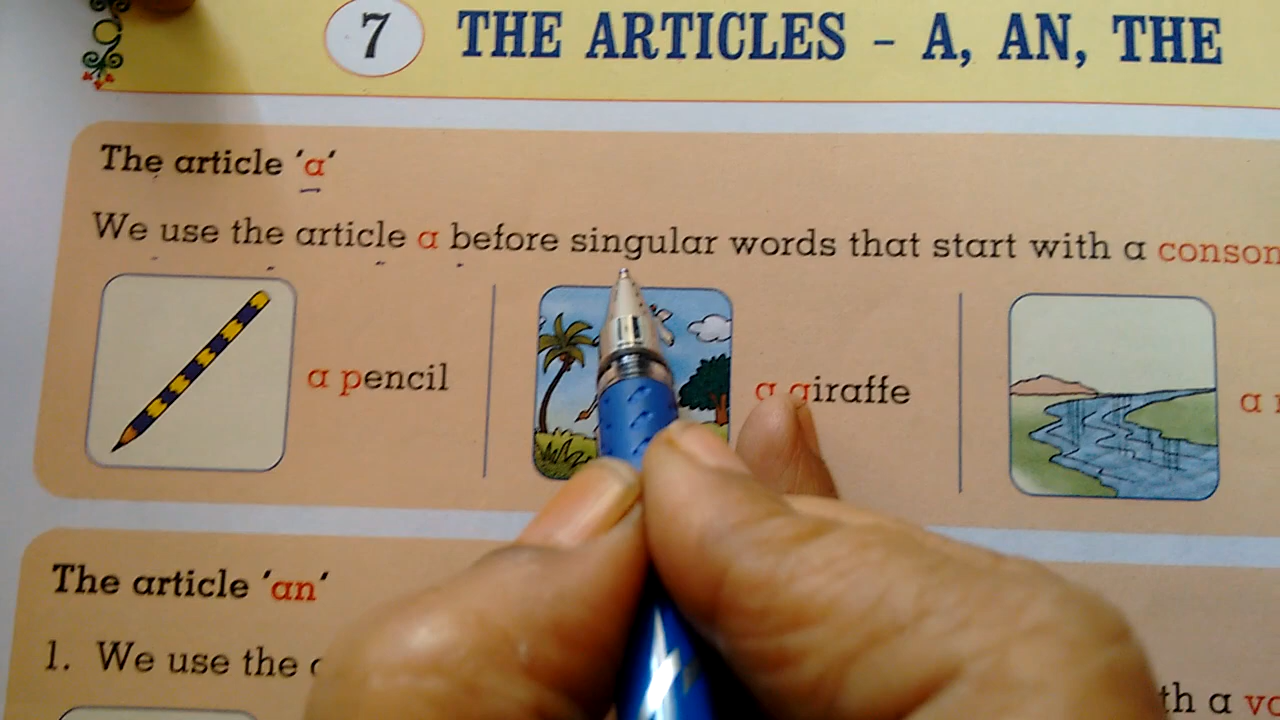 7 THE ARTICLES - A, AN, THE
The article 'a'
We use the article a before singular words that start with a
a pencil
a giraffe
a
The article 'an'
1. We use the
a